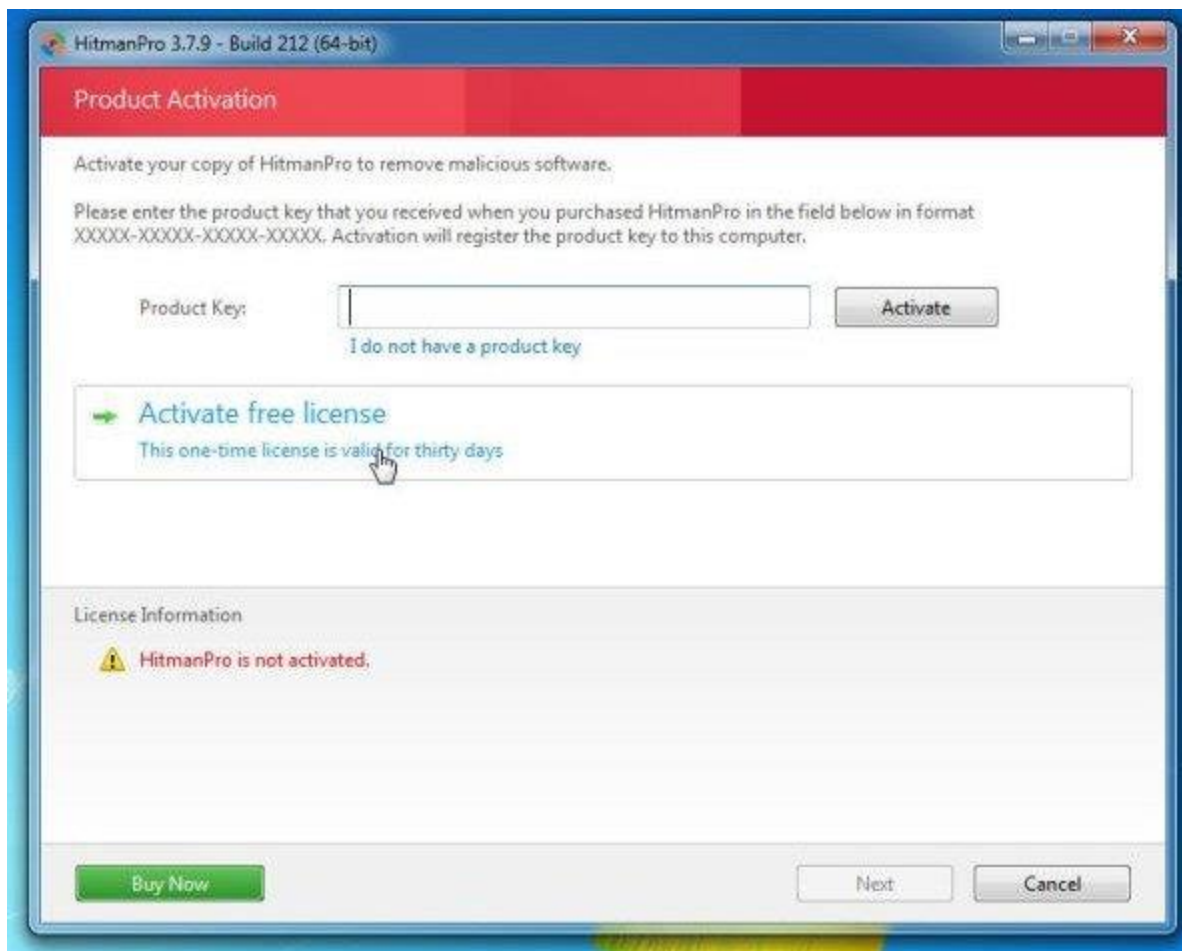 HitmanPro 3.7.9 - Build 212 (64-bit)
Product Activation
Activate your copy of HitmanPro to remove malicious software.
Please enter the product key that you received when you purchased HitmanPro in the field below in format
XXXXX-XXXXX-XXXXX-XXXXX. Activation will register the product key to this computer.
Product Key:
Activate
I do not have a product key
Activate free license
This one-time license is valid for thirty days
License Information
HitmanPro is not activated.
Buy Now
Next
Cancel